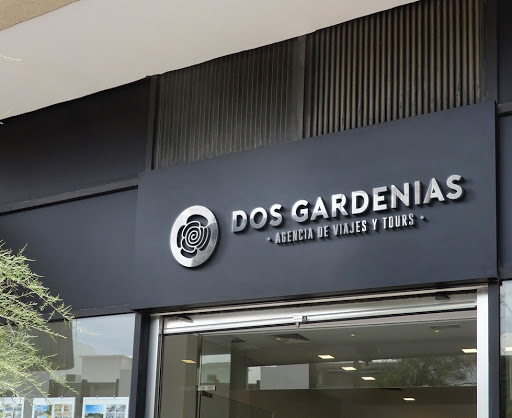 DOS GARDENIAS
- AGENCIA DE VIAJES Y TOURS -